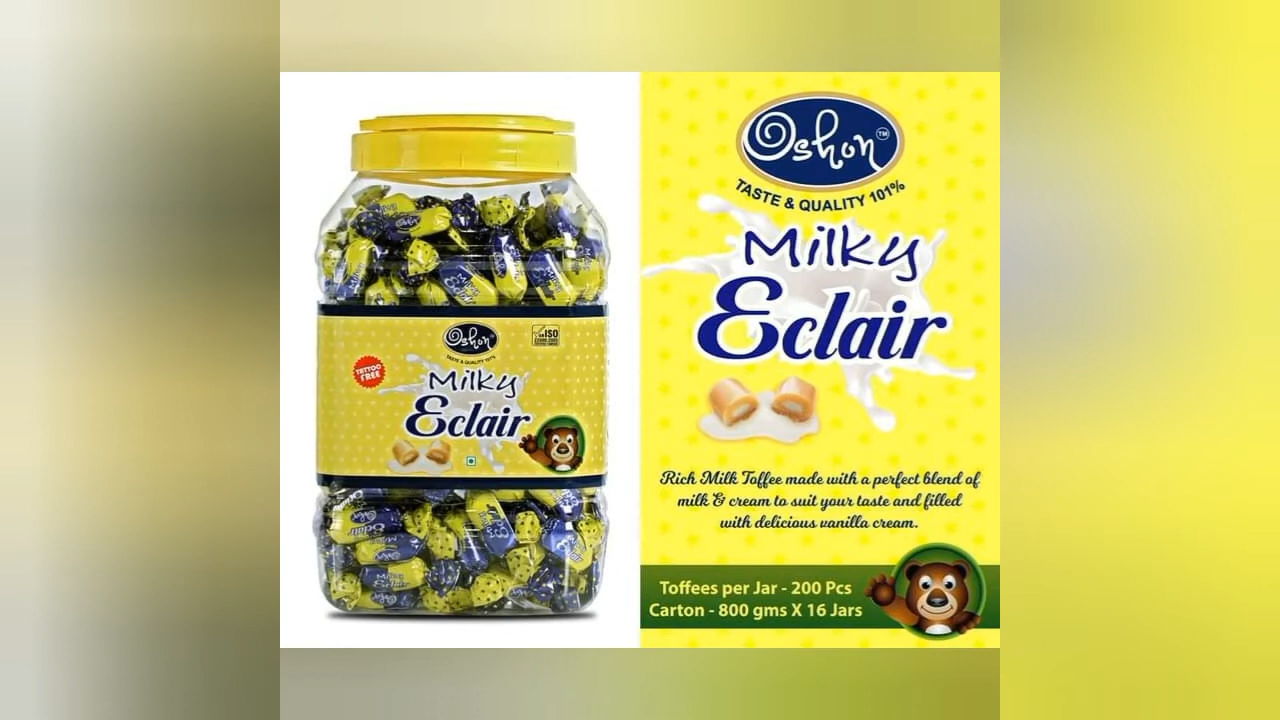 Oshon™
TASTE & QUALITY 101%
Milky
Eclair
Rich Milk Toffee made with a perfect blend of
milk & cream to suit your taste and filled
with delicious vanilla cream.
Toffees per Jar - 200 Pcs
Carton - 800 gms X 16 Jars
Oshon
TASTE & QUALITY 101%
AN ISO
TATTOO
FREE
Milky
Eclair